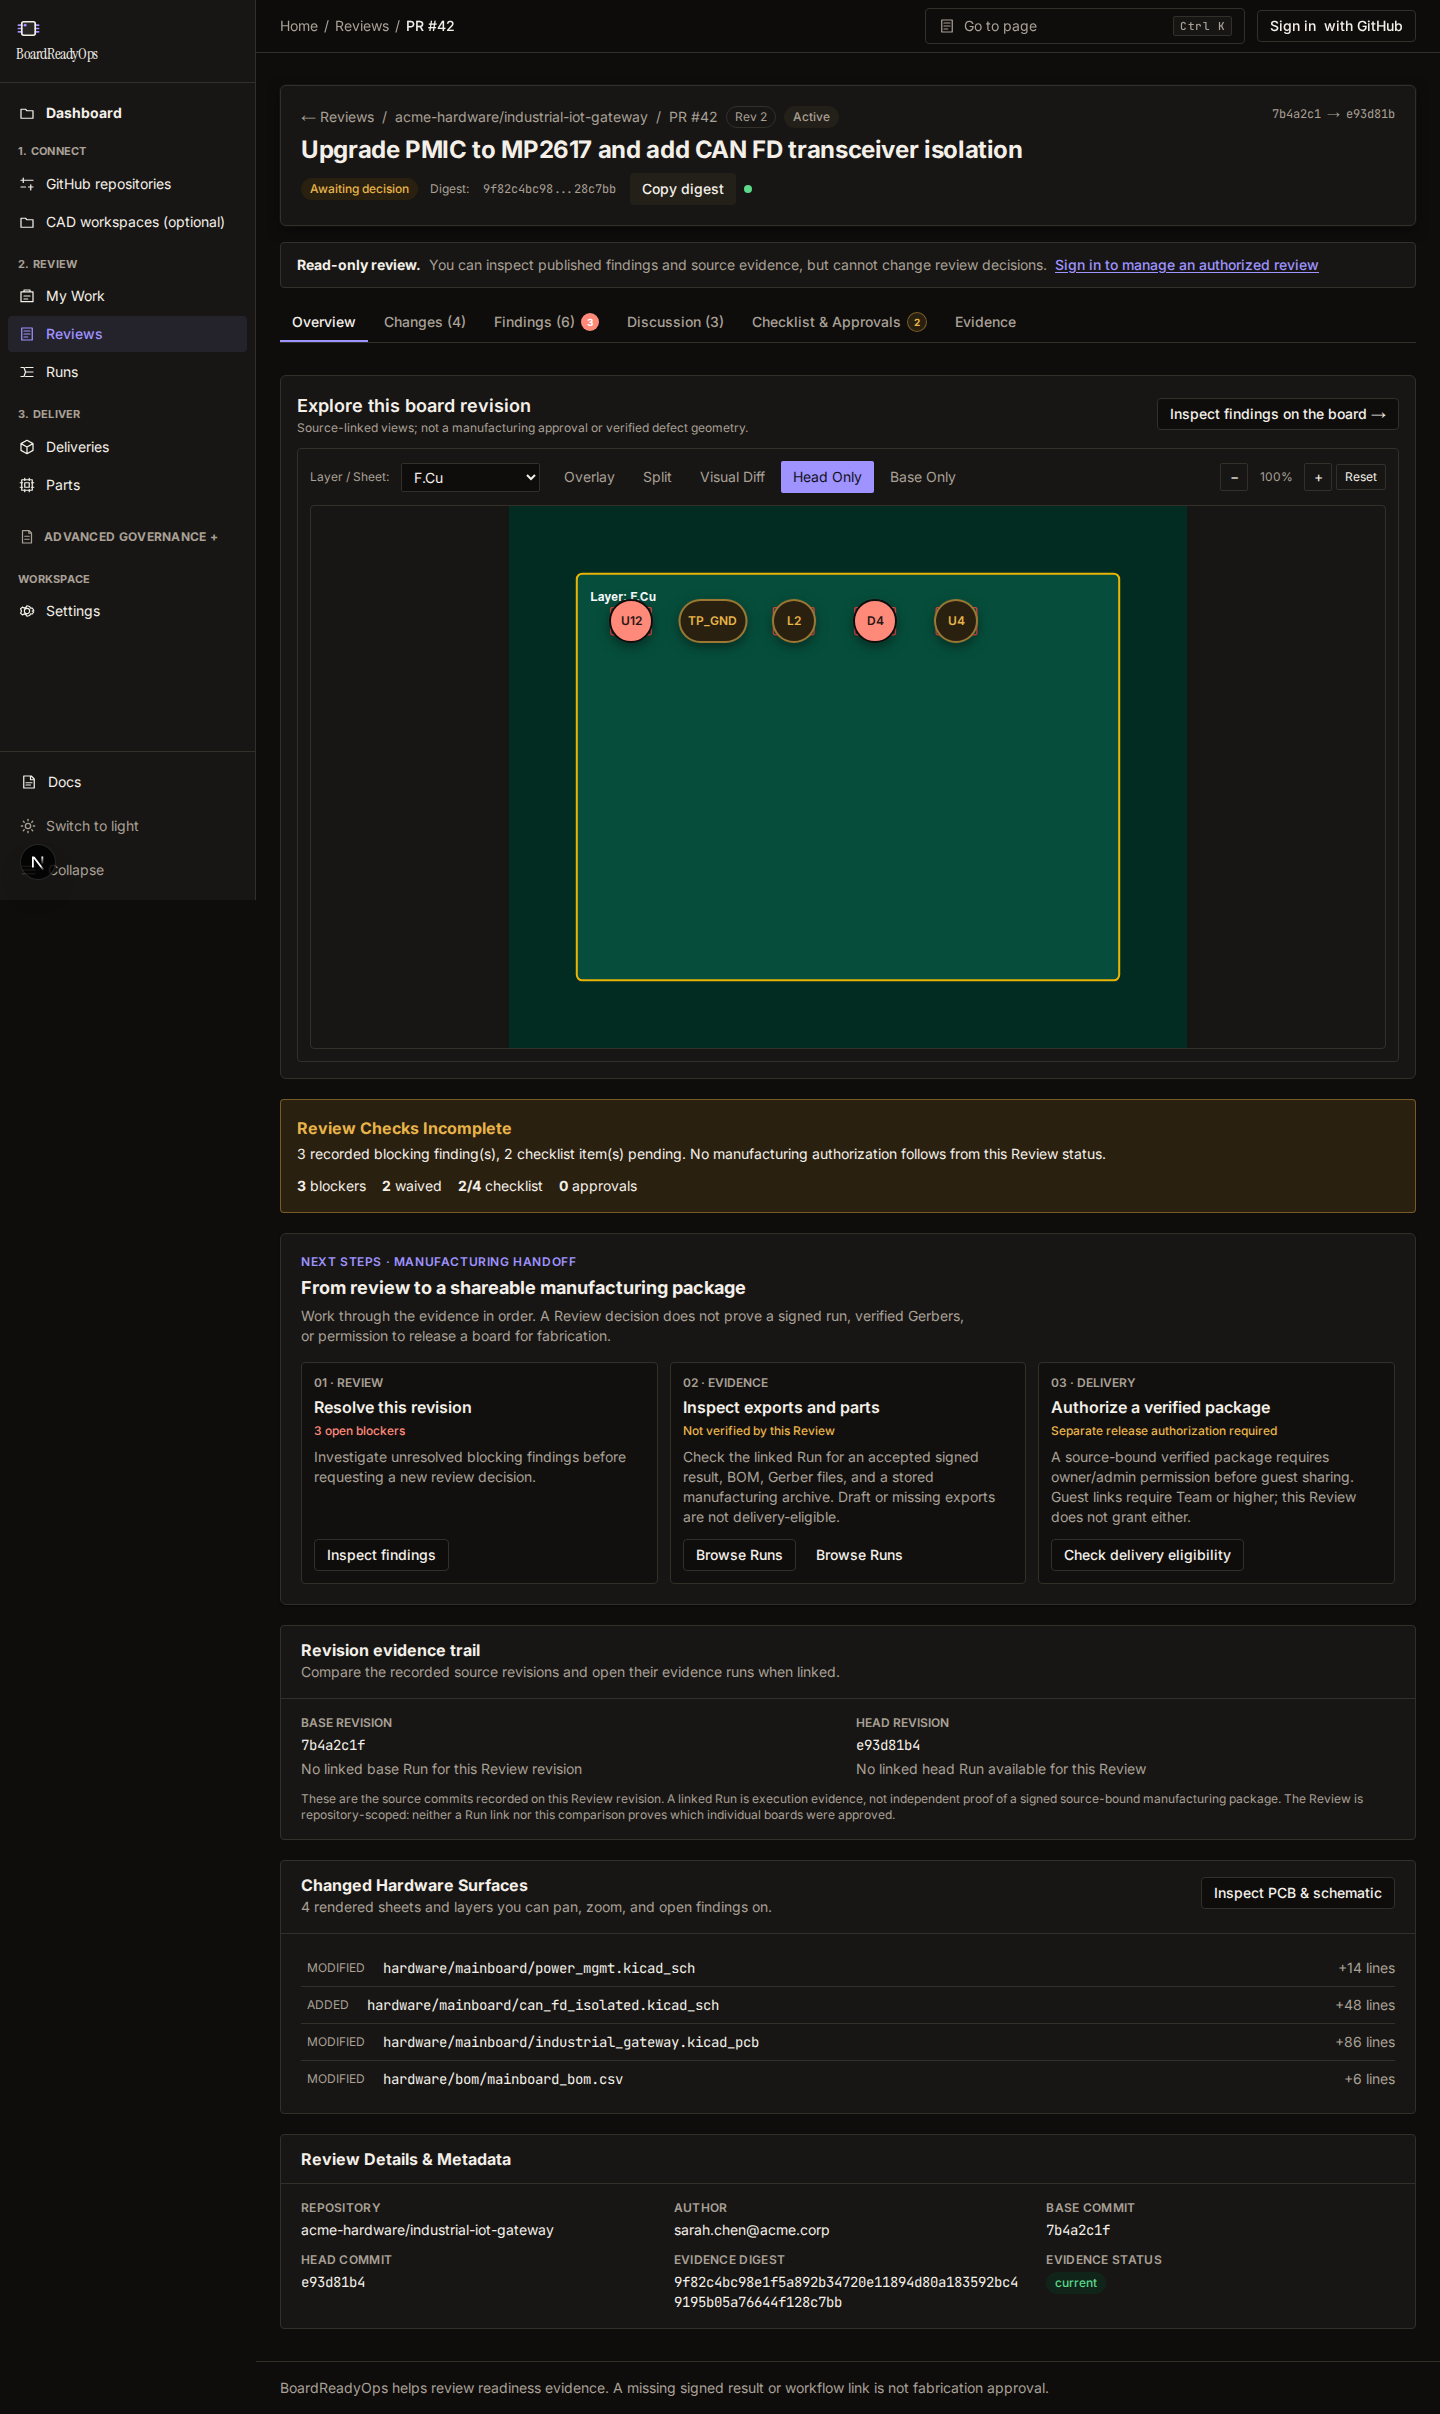 BoardReadyOps
Dashboard
1. CONNECT
GitHub repositories
CAD workspaces (optional)
2. REVIEW
My Work
Reviews
Runs
3. DELIVER
Deliveries
Parts
ADVANCED GOVERNANCE +
WORKSPACE
Settings
Docs
Switch to light
N
Collapse
Home / Reviews / PR #42
Go to page
Ctrl K
Sign in with GitHub
← Reviews / acme-hardware/industrial-iot-gateway / PR #42 Rev 2 Active
7b4a2c1 → e93d81b
Upgrade PMIC to MP2617 and add CAN FD transceiver isolation
Awaiting decision Digest: 9f82c4bc98...28c7bb Copy digest
Read-only review. You can inspect published findings and source evidence, but cannot change review decisions. Sign in to manage an authorized review
Overview Changes (4) Findings (6) 3 Discussion (3) Checklist & Approvals 2 Evidence
Explore this board revision
Source-linked views; not a manufacturing approval or verified defect geometry.
Inspect findings on the board →
Layer / Sheet: F.Cu Overlay Split Visual Diff Head Only Base Only − 100% + Reset
Layer: F.Cu
U12 TP_GND L2 D4 U4
Review Checks Incomplete
3 recorded blocking finding(s), 2 checklist item(s) pending. No manufacturing authorization follows from this Review status.
3 blockers 2 waived 2/4 checklist 0 approvals
NEXT STEPS · MANUFACTURING HANDOFF
From review to a shareable manufacturing package
Work through the evidence in order. A Review decision does not prove a signed run, verified Gerbers,
or permission to release a board for fabrication.
01 · REVIEW
Resolve this revision
3 open blockers
Investigate unresolved blocking findings before
requesting a new review decision.
Inspect findings
02 · EVIDENCE
Inspect exports and parts
Not verified by this Review
Check the linked Run for an accepted signed
result, BOM, Gerber files, and a stored
manufacturing archive. Draft or missing exports
are not delivery-eligible.
Browse Runs Browse Runs
03 · DELIVERY
Authorize a verified package
Separate release authorization required
A source-bound verified package requires
owner/admin permission before guest sharing.
Guest links require Team or higher; this Review
does not grant either.
Check delivery eligibility
Revision evidence trail
Compare the recorded source revisions and open their evidence runs when linked.
BASE REVISION
7b4a2c1f
No linked base Run for this Review revision
HEAD REVISION
e93d81b4
No linked head Run available for this Review
These are the source commits recorded on this Review revision. A linked Run is execution evidence, not independent proof of a signed source-bound manufacturing package. The Review is
repository-scoped: neither a Run link nor this comparison proves which individual boards were approved.
Changed Hardware Surfaces
4 rendered sheets and layers you can pan, zoom, and open findings on.
Inspect PCB & schematic
MODIFIED hardware/mainboard/power_mgmt.kicad_sch +14 lines
ADDED hardware/mainboard/can_fd_isolated.kicad_sch +48 lines
MODIFIED hardware/mainboard/industrial_gateway.kicad_pcb +86 lines
MODIFIED hardware/bom/mainboard_bom.csv +6 lines
Review Details & Metadata
REPOSITORY
acme-hardware/industrial-iot-gateway
AUTHOR
sarah.chen@acme.corp
BASE COMMIT
7b4a2c1f
HEAD COMMIT
e93d81b4
EVIDENCE DIGEST
9f82c4bc98e1f5a892b34720e11894d80a183592bc4
9195b05a76644f128c7bb
EVIDENCE STATUS
current
BoardReadyOps helps review readiness evidence. A missing signed result or workflow link is not fabrication approval.